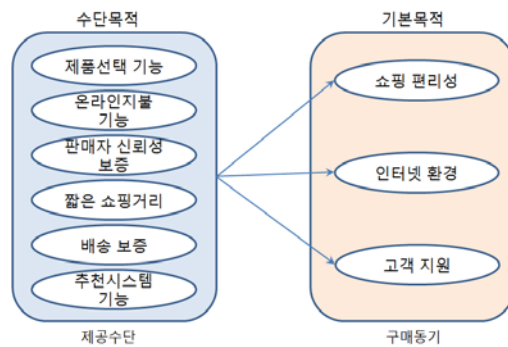 수단목적
기본목적
제품선택 기능
온라인지불
기능
판매자 신뢰성
보증
짧은 쇼핑거리
배송 보증
추천시스템
기능
쇼핑 편리성
인터넷 환경
고객 지원
제공수단
구매동기